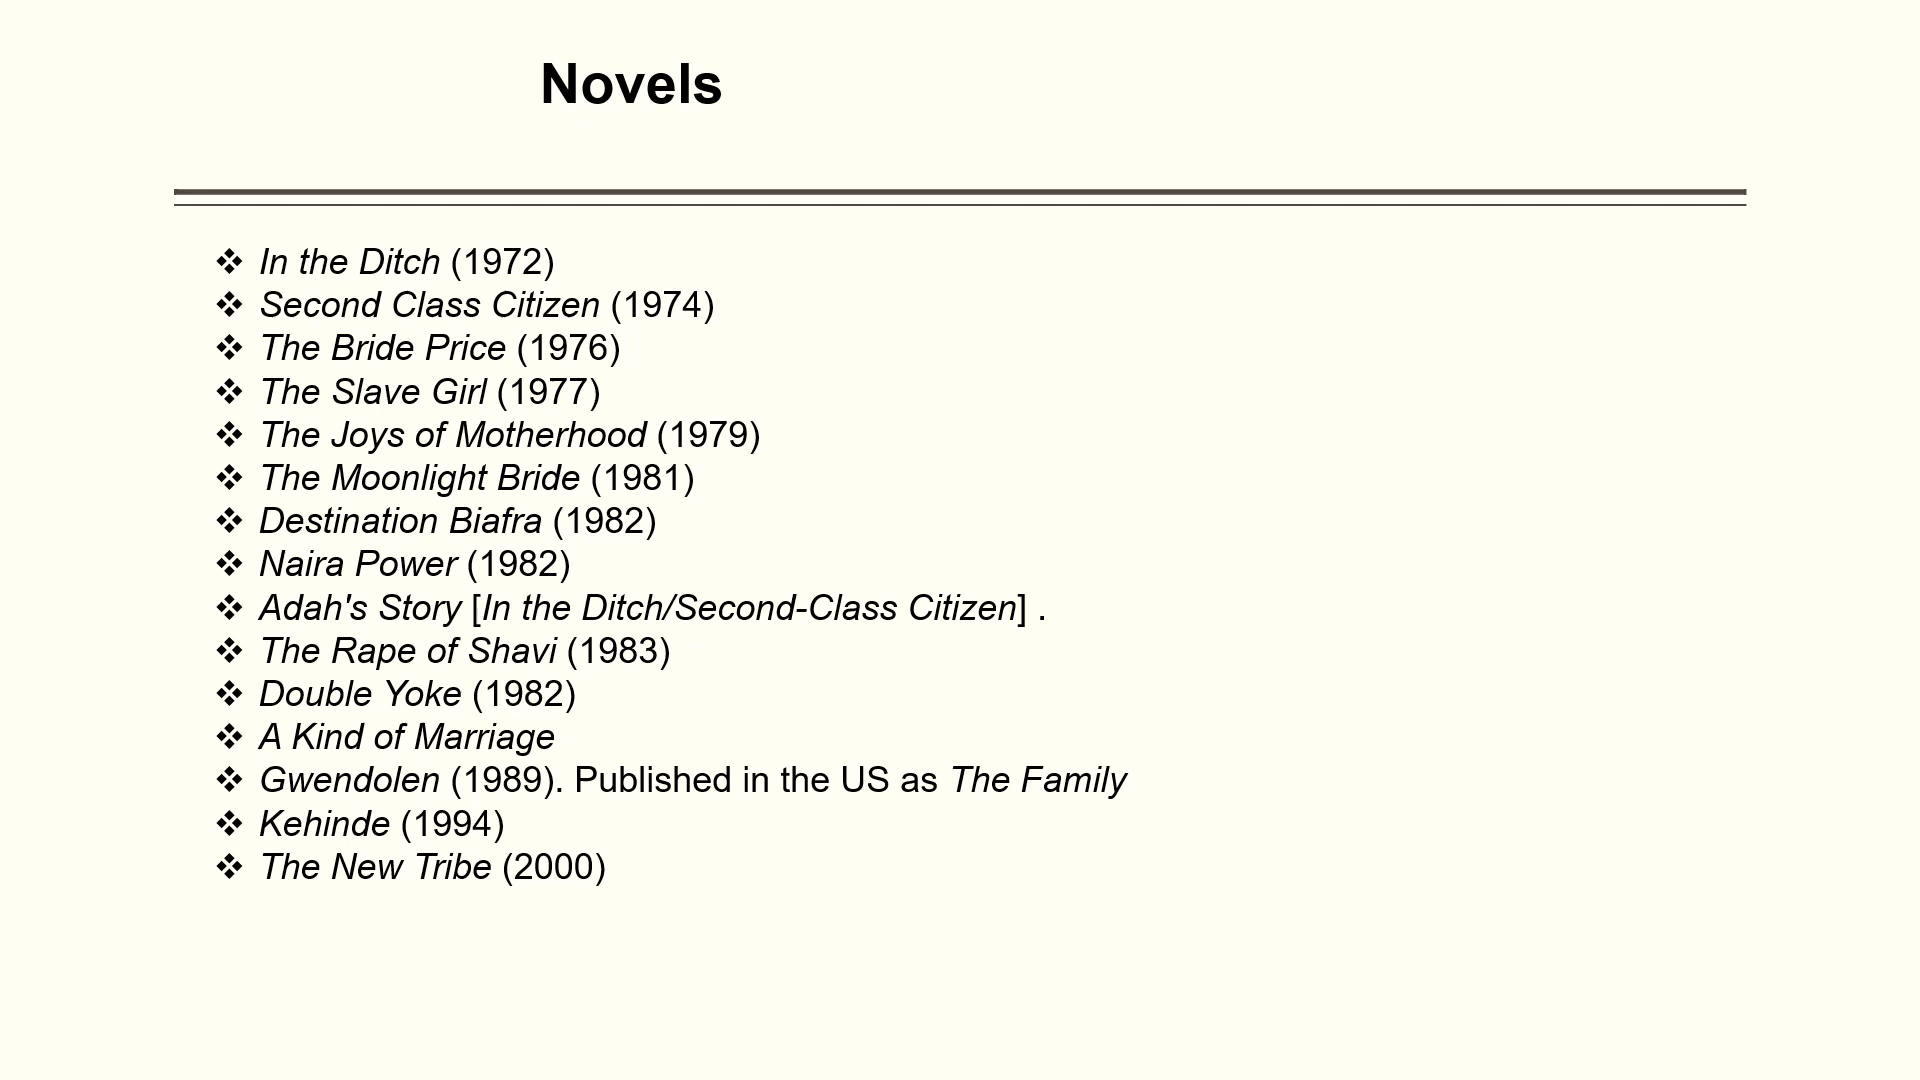 Novels
❖ In the Ditch (1972)
❖ Second Class Citizen (1974)
❖ The Bride Price (1976)
❖ The Slave Girl (1977)
❖ The Joys of Motherhood (1979)
❖ The Moonlight Bride (1981)
❖ Destination Biafra (1982)
❖ Naira Power (1982)
❖ Adah's Story [In the Ditch/Second-Class Citizen] .
❖ The Rape of Shavi (1983)
❖ Double Yoke (1982)
❖ A Kind of Marriage
❖ Gwendolen (1989). Published in the US as The Family
❖ Kehinde (1994)
❖ The New Tribe (2000)